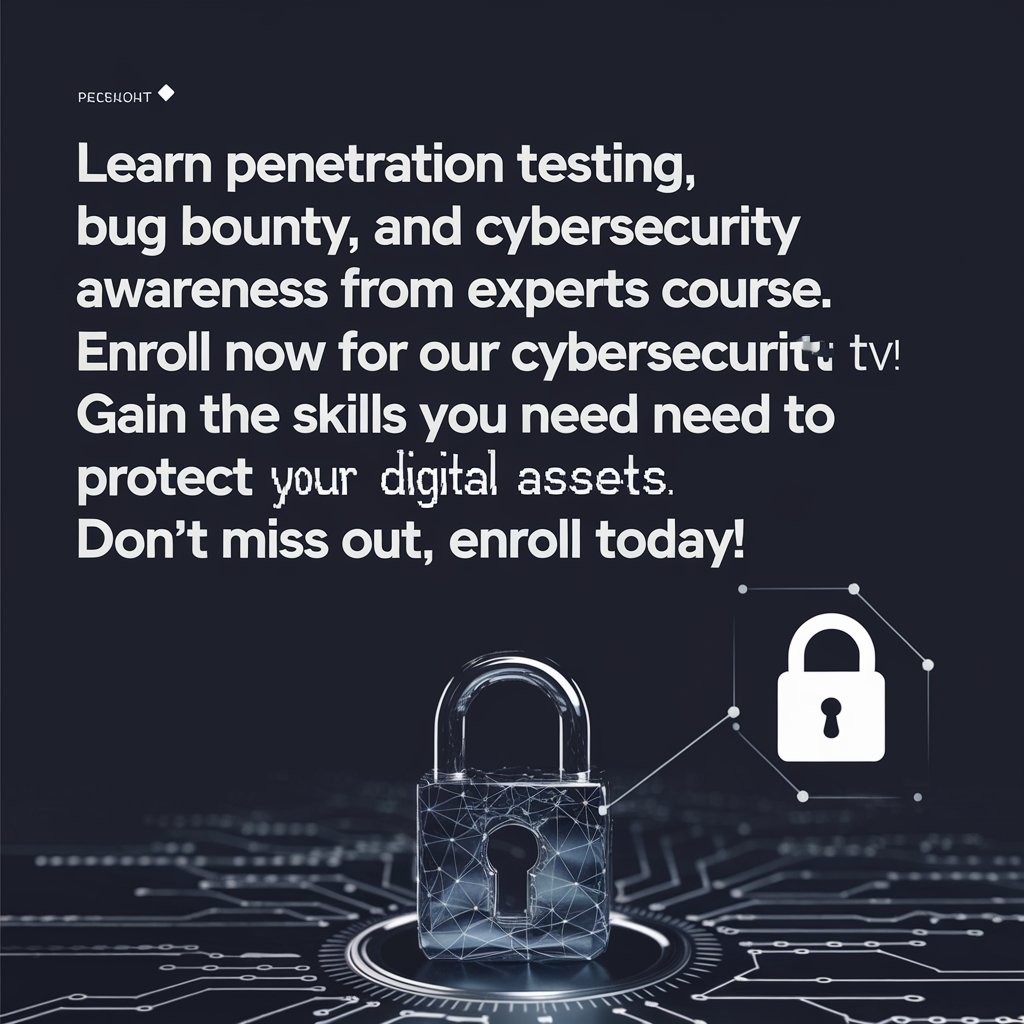 Learn penetration testing,
bug bounty, and cybersecurity
awareness from experts course.
Enroll now for our tv!
Gain the skills you need need to
protect your digital assets.
Don't miss out, enroll today!